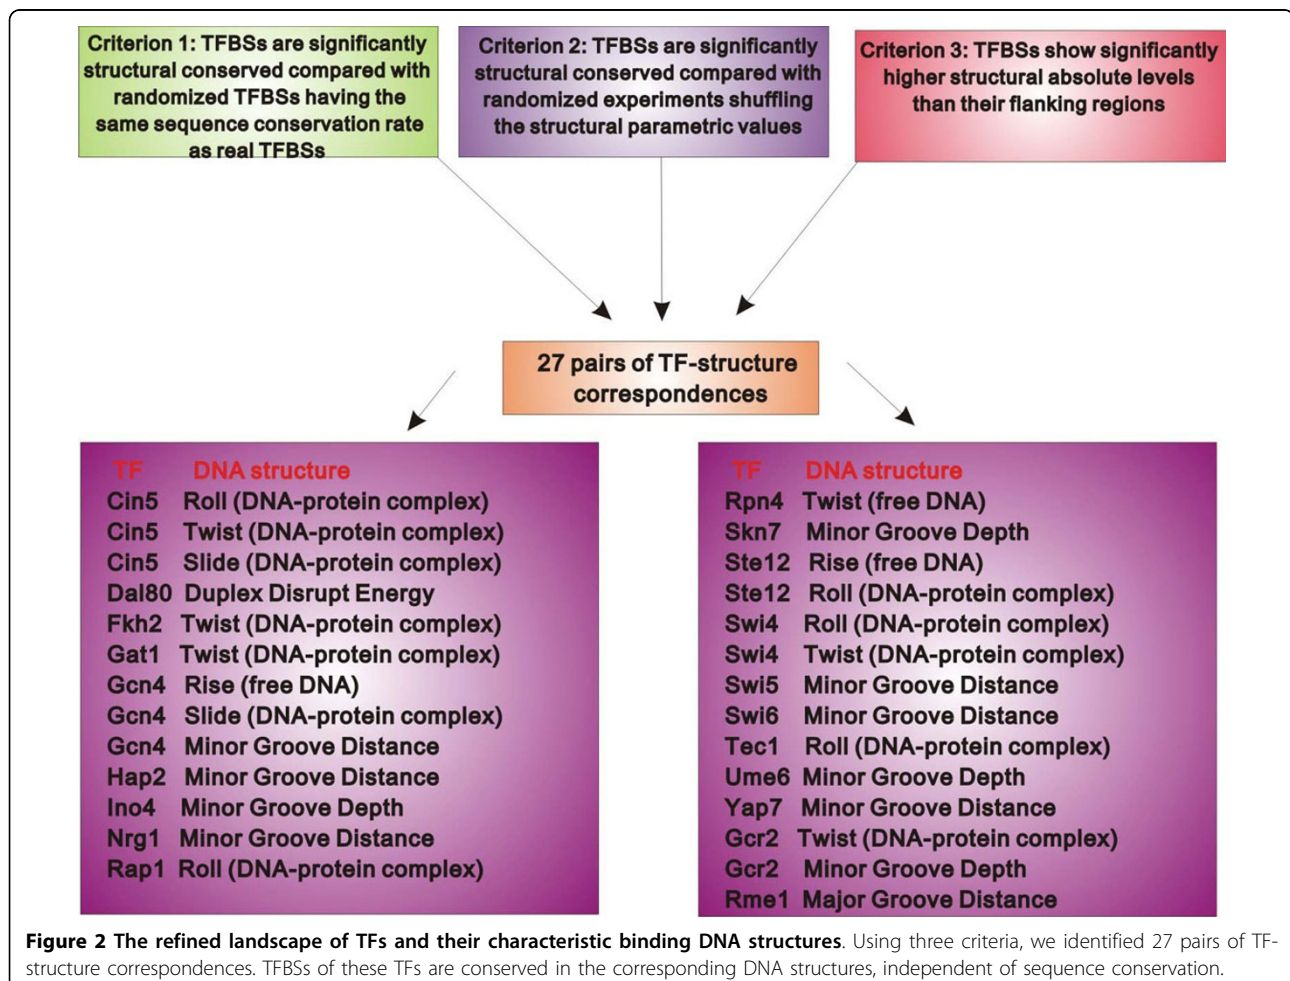 Criterion 1: TFBSs are significantly
structural conserved compared with
randomized TFBSs having the
same sequence conservation rate
as real TFBSs
Criterion 2: TFBSs are significantly
structural conserved compared with
randomized experiments shuffling
the structural parametric values
Criterion 3: TFBSs show significantly
higher structural absolute levels
than their flanking regions
27 pairs of TF-structure
correspondences
TF DNA structure
Cin5 Roll (DNA-protein complex)
Cin5 Twist (DNA-protein complex)
Cin5 Slide (DNA-protein complex)
Dal80 Duplex Disrupt Energy
Fkh2 Twist (DNA-protein complex)
Gat1 Twist (DNA-protein complex)
Gcn4 Rise (free DNA)
Gcn4 Slide (DNA-protein complex)
Gcn4 Minor Groove Distance
Hap2 Minor Groove Distance
Ino4 Minor Groove Depth
Nrg1 Minor Groove Distance
Rap1 Roll (DNA-protein complex)
TF DNA structure
Rpn4 Twist (free DNA)
Skn7 Minor Groove Depth
Ste12 Rise (free DNA)
Ste12 Roll (DNA-protein complex)
Swi4 Roll (DNA-protein complex)
Swi4 Twist (DNA-protein complex)
Swi5 Minor Groove Distance
Swi6 Minor Groove Distance
Tec1 Roll (DNA-protein complex)
Ume6 Minor Groove Depth
Yap7 Minor Groove Distance
Gcr2 Twist (DNA-protein complex)
Gcr2 Minor Groove Depth
Rme1 Major Groove Distance
Figure 2 The refined landscape of TFs and their characteristic binding DNA structures. Using three criteria, we identified 27 pairs of TF-
structure correspondences. TFBSs of these TFs are conserved in the corresponding DNA structures, independent of sequence conservation.